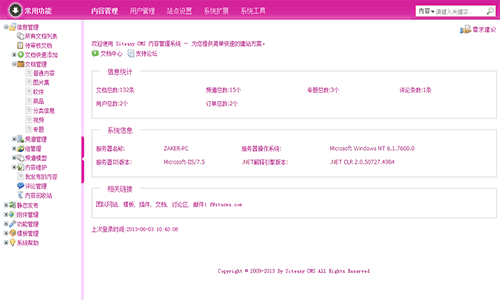 常用功能 内容管理 用户管理 站点设置 系统扩展 系统工具 内容 请输入关键字..
需求建议
信息管理
所有文档列表
待审核文档
文档快速添加
文档管理
普通内容
图片集
软件
商品
分类信息
视频
专题
频道管理
组管理
频道模型
内容维护
我发布的内容
评论管理
内容回收站
静态发布
附件管理
功能管理
模板管理
系统帮助
欢迎使用 Siteasy CMS 内容管理系统 — 为您提供简单快速的建站方案。
文档中心 支持论坛
信息统计
文档总数:132条 频道总数:15个 专题总数:3个 评论条数:1条
用户总数:2个 订单总数:2个
系统信息
服务器名称: ZAKER-PC 服务器操作系统: Microsoft Windows NT 6.1.7600.0
服务器IIS版本: Microsoft-IIS/7.5 .NET解释引擎版本: .NET CLR 2.0.50727.4984
相关链接
团队网站、模板、插件、文档、讨论区、邮件:
上次登录时间:2013-06-03 10:40:06
Copyright © 2009-2013 By Siteasy CMS All Rights Reserved